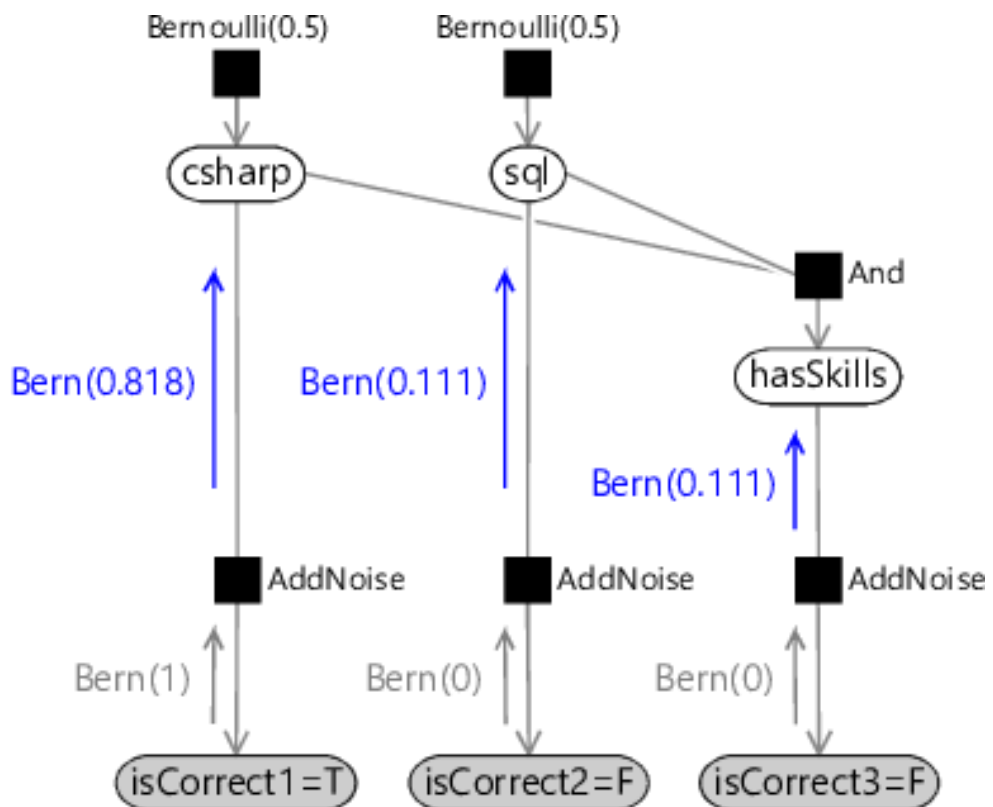 Bernoulli(0.5)
Bernoulli(0.5)
csharp
sql
And
hasSkills
Bern(0.818)
Bern(0.111)
Bern(0.111)
AddNoise
AddNoise
AddNoise
Bern(1)
Bern(0)
Bern(0)
isCorrect1=T
isCorrect2=F
isCorrect3=F